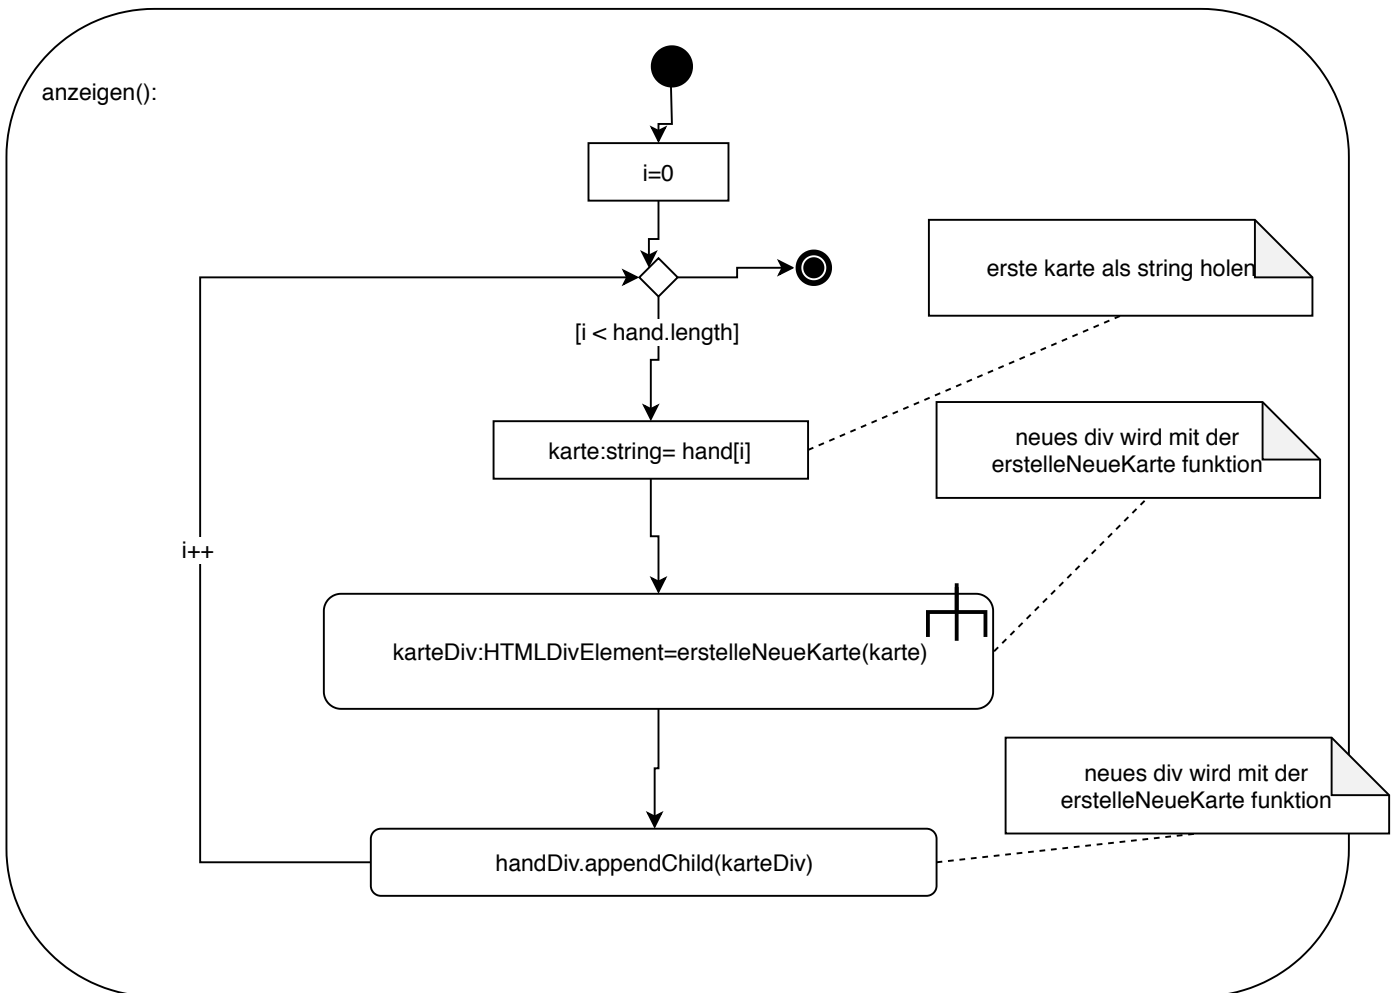 anzeigen():
i=0
erste karte als string holen
[i < hand.length]
neues div wird mit der
erstelleNeueKarte funktion
karte:string= hand[i]
i++
karteDiv:HTMLDivElement=erstelleNeueKarte(karte)
neues div wird mit der
erstelleNeueKarte funktion
handDiv.appendChild(karteDiv)